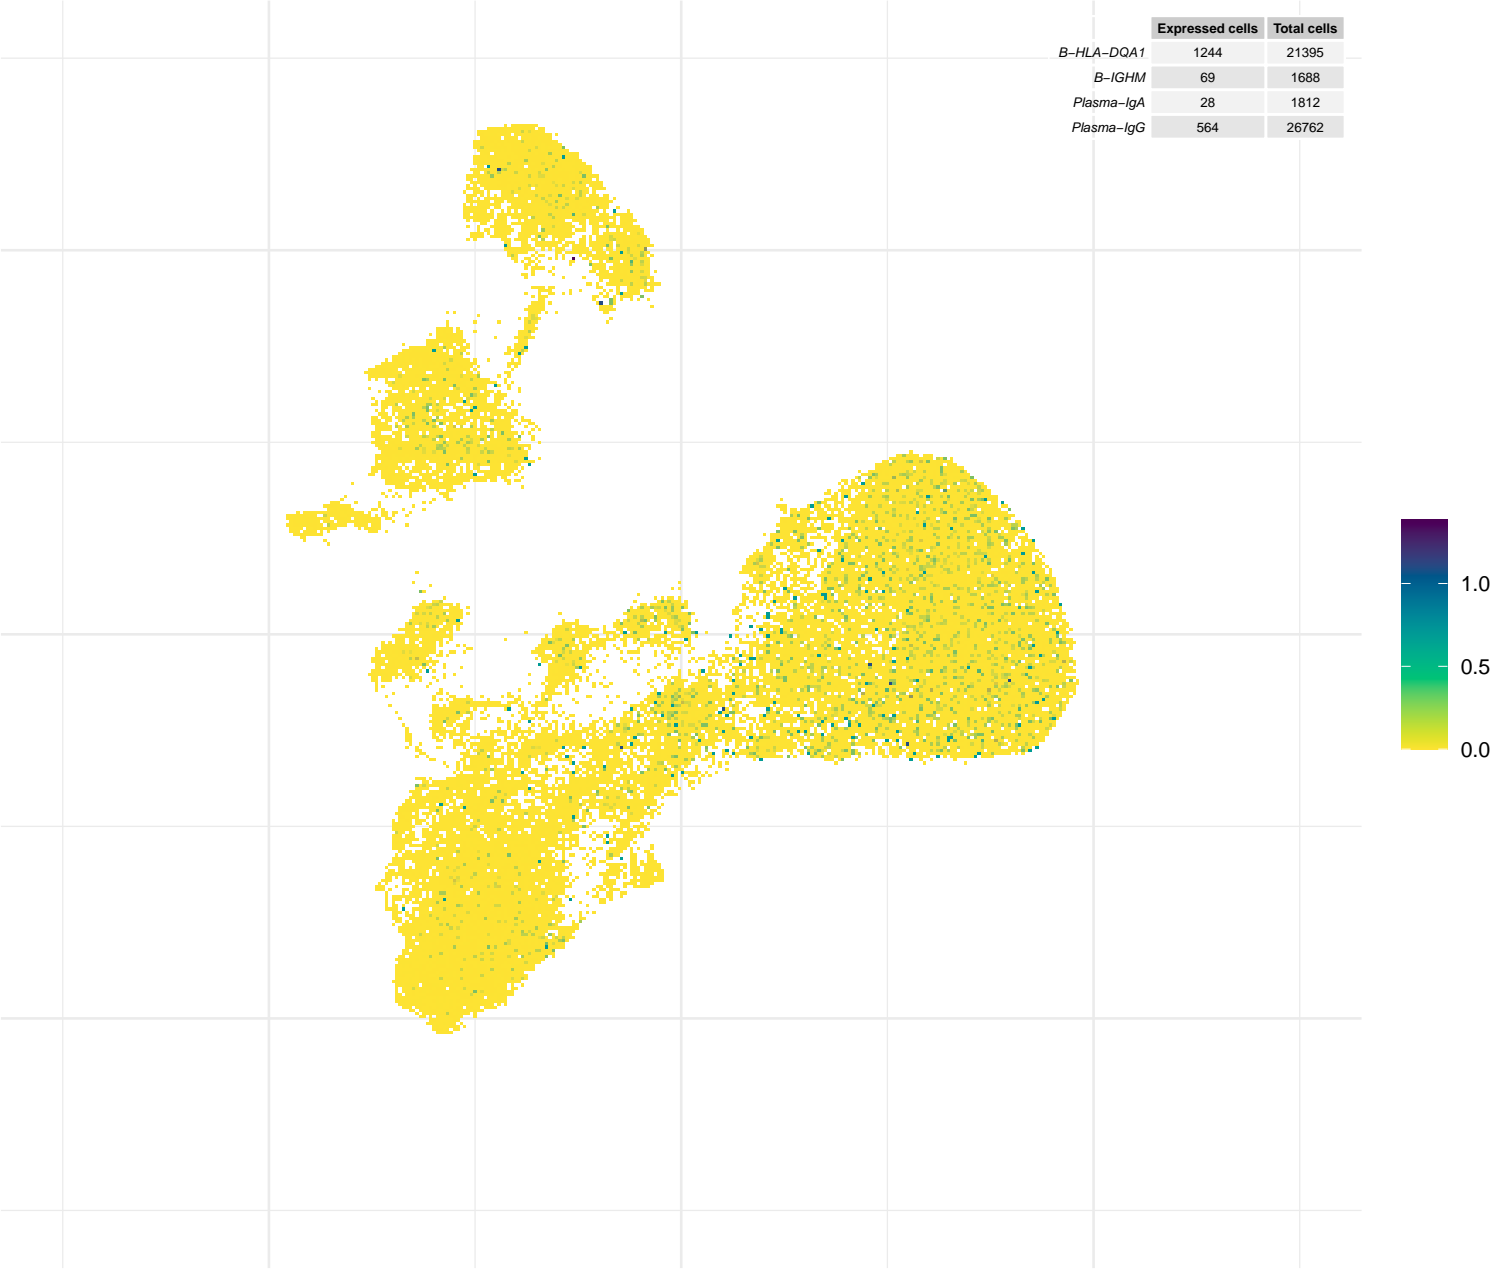 Expressed cells Total cells
B−HLA−DQA1 1244 21395
B−IGHM 69 1688
Plasma−IgA 28 1812
Plasma−IgG 564 26762
1.0
0.5
0.0